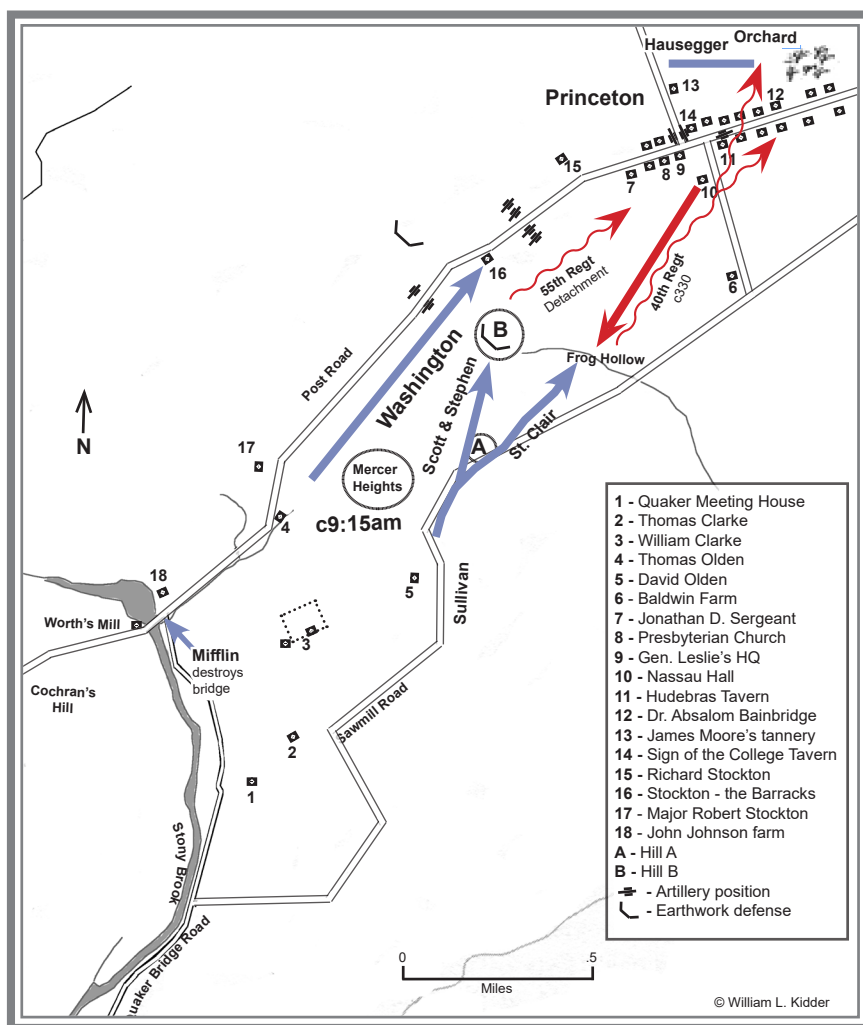 Hausegger
Orchard
13
Princeton
12
14
15
11
7
8
9
10
16
55th Regt
Detachment
40th Regt
c330
6
B
Frog Hollow
Post Road
Washington
Scott & Stephen
St. Clair
A
N
17
Mercer
Heights
4
c9:15am
18
5
Sullivan
Worth's Mill
3
Mifflin
destroys
bridge
Cochran's
Hill
Sawmill Road
2
1
Stony Brook
Quaker Bridge Road
1 - Quaker Meeting House
2 - Thomas Clarke
3 - William Clarke
4 - Thomas Olden
5 - David Olden
6 - Baldwin Farm
7 - Jonathan D. Sergeant
8 - Presbyterian Church
9 - Gen. Leslie's HQ
10 - Nassau Hall
11 - Hudebras Tavern
12 - Dr. Absalom Bainbridge
13 - James Moore's tannery
14 - Sign of the College Tavern
15 - Richard Stockton
16 - Stockton - the Barracks
17 - Major Robert Stockton
18 - John Johnson farm
A - Hill A
B - Hill B
- Artillery position
- Earthwork defense
0 .5
Miles
© William L. Kidder